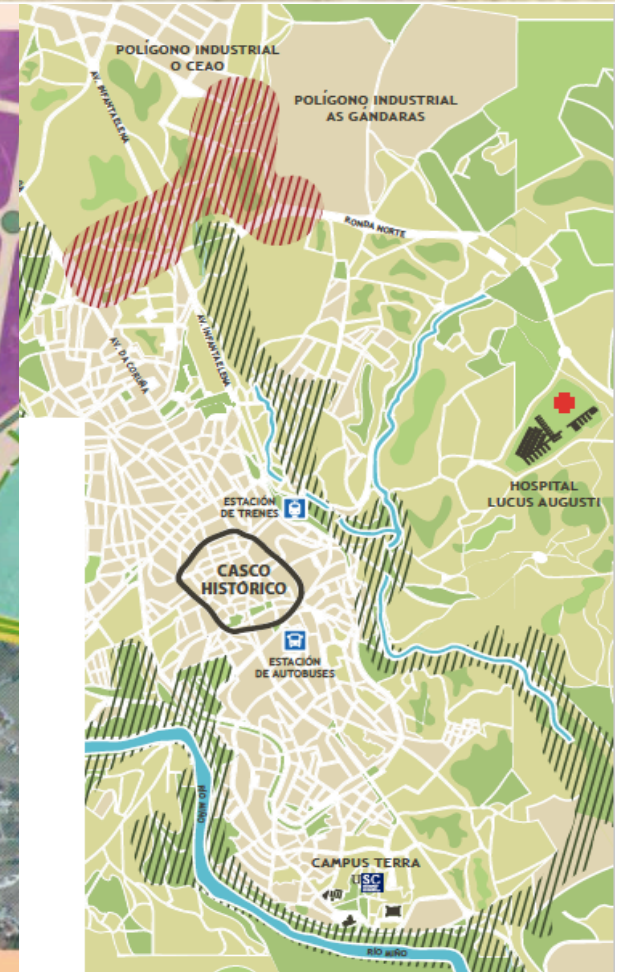 POLÍGONO INDUSTRIAL
O CEAO
POLÍGONO INDUSTRIAL
AS GÁNDARAS
AV. INFANTA ELENA
RONDA NORTE
AV. DA CORUÑA
AV. INFANTA ELENA
HOSPITAL
LUCUS AUGUSTI
ESTACIÓN
DE TRENES
CASCO
HISTÓRICO
ESTACIÓN
DE AUTOBUSES
RÍO MIÑO
CAMPUS TERRA
USC
RÍO MIÑO